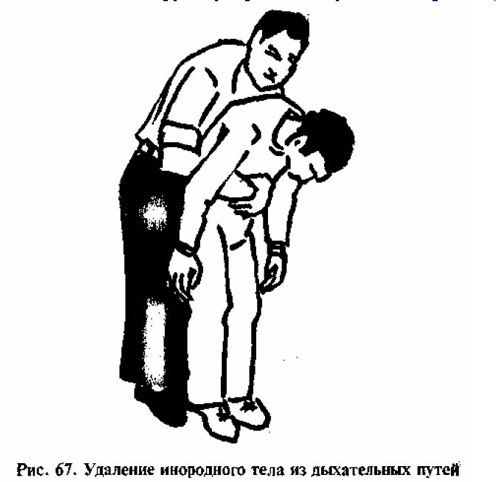 Рис. 67. Удаление инородного тела из дыхательных путей